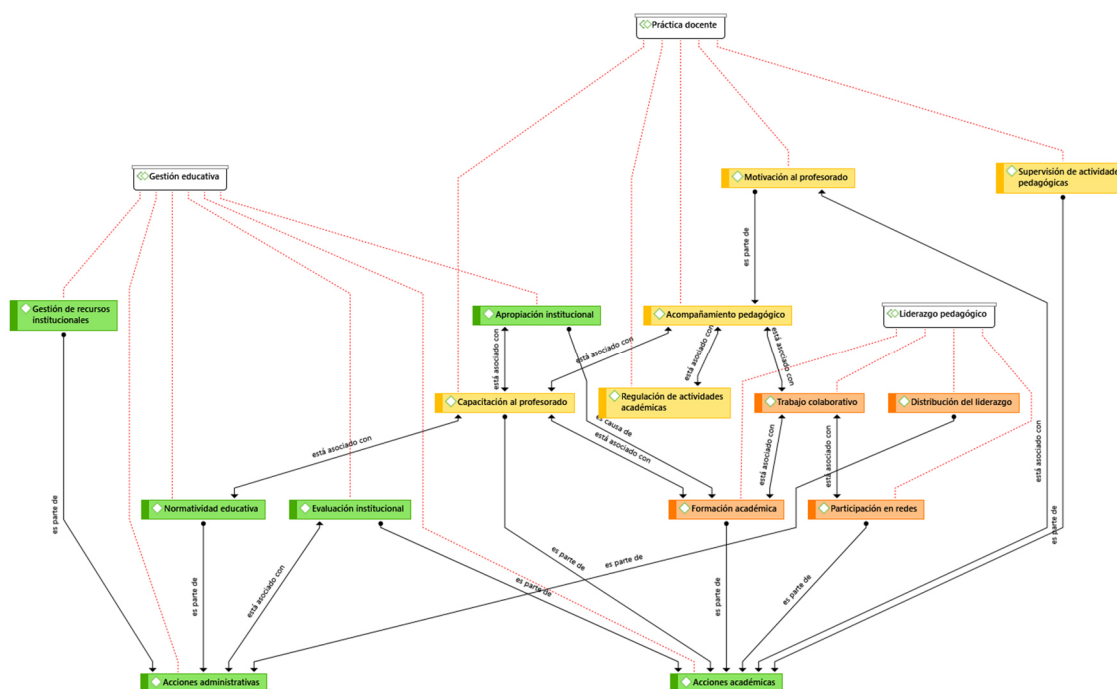 Práctica docente
Gestión educativa
Motivación al profesorado
Supervisión de actividades
pedagógicas
es parte de
Gestión de recursos
institucionales
Apropiación institucional
Acompañamiento pedagógico
Liderazgo pedagógico
está asociado con
está asociado con
está asociado con
está asociado con
Capacitación al profesorado
Regulación de actividades
académicas
Trabajo colaborativo
Distribución del liderazgo
es causa de
está asociado con
está asociado con
está asociado con
está asociado con
está asociado con
Normatividad educativa
Evaluación institucional
Formación académica
Participación en redes
es parte de
es parte de
es parte de
es parte de
está asociado con
es parte de
es parte de
es parte de
es parte de
Acciones administrativas
Acciones académicas